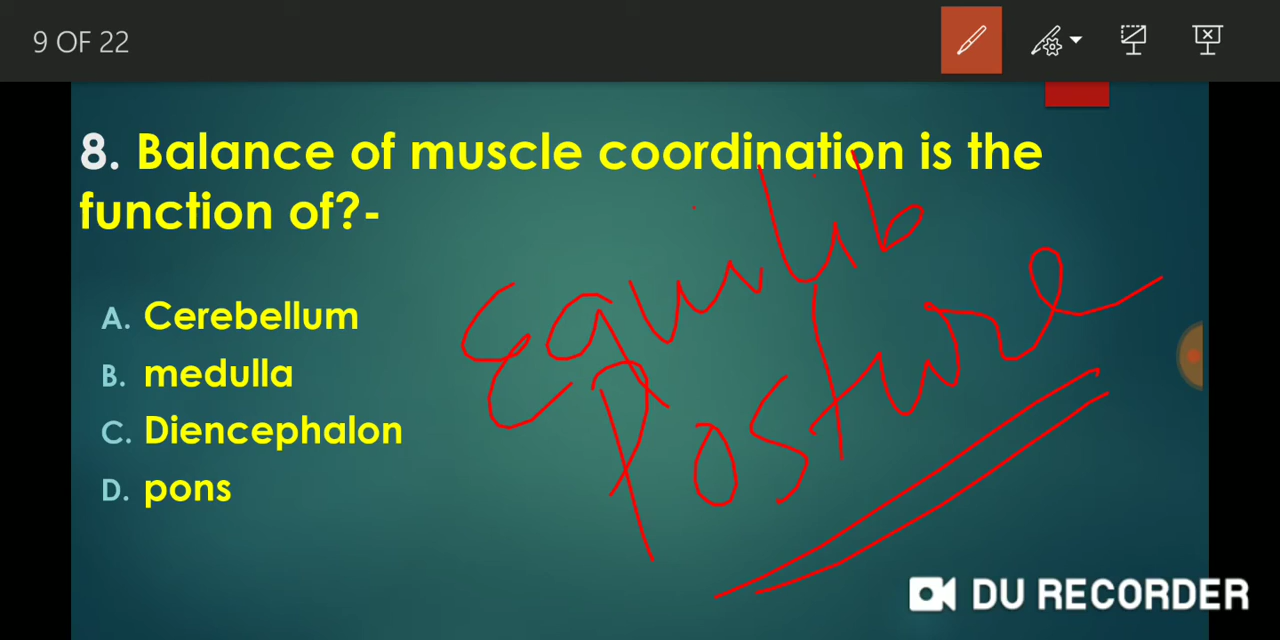 9 OF 22
8. Balance of muscle coordination is the
function of?-
A. Cerebellum
B. medulla
C. Diencephalon
D. pons
Equilib
Posture
DU RECORDER